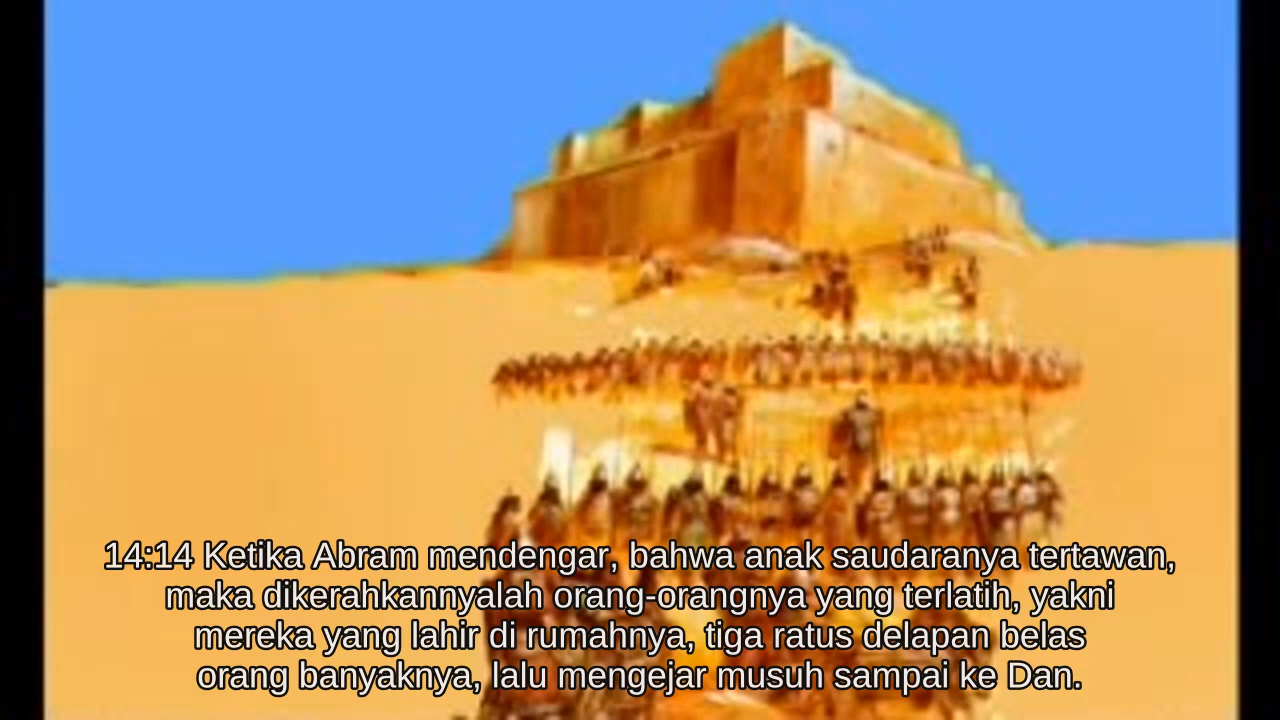 14:14 Ketika Abram mendengar, bahwa anak saudaranya tertawan,
maka dikerahkannyalah orang-orangnya yang terlatih, yakni
mereka yang lahir di rumahnya, tiga ratus delapan belas
orang banyaknya, lalu mengejar musuh sampai ke Dan.